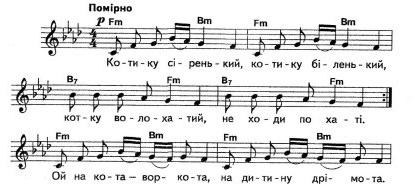 Помірно
p Fm Bm Fm Bm
Ко-ти-ку сі-рень-кий, ко-ти-ку бі-лень-кий,
B7 Fm B7 Fm
кот-ку во-ло-ха-тий, не хо-ди по ха-ті.
Fm Bm Fm Bm Fm
Ой на ко-та–вор-ко-та, на ди-ти-ну дрі-мо-та.